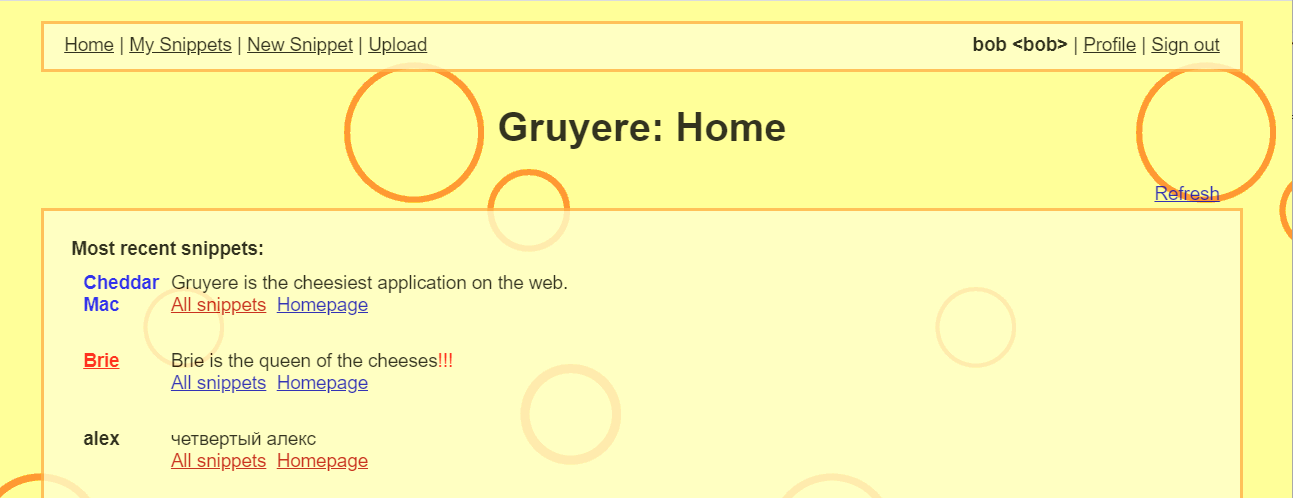 Home | My Snippets | New Snippet | Upload
bob <bob> | Profile | Sign out
Gruyere: Home
Refresh
Most recent snippets:
Cheddar Gruyere is the cheesiest application on the web.
Mac All snippets Homepage
Brie Brie is the queen of the cheeses!!!
All snippets Homepage
alex четвертый алекс
All snippets Homepage